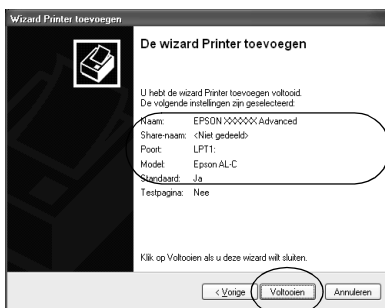 Wizard Printer toevoegen
De wizard Printer toevoegen
U hebt de wizard Printer toevoegen voltooid.
De volgende instellingen zijn geselecteerd:
Naam: EPSON XXXXXX Advanced
Share-naam: <Niet gedeeld>
Poort: LPT1:
Model: Epson AL-C
Standaard: Ja
Testpagina: Nee
Klik op Voltooien als u deze wizard wilt sluiten.
< Vorige Voltooien Annuleren